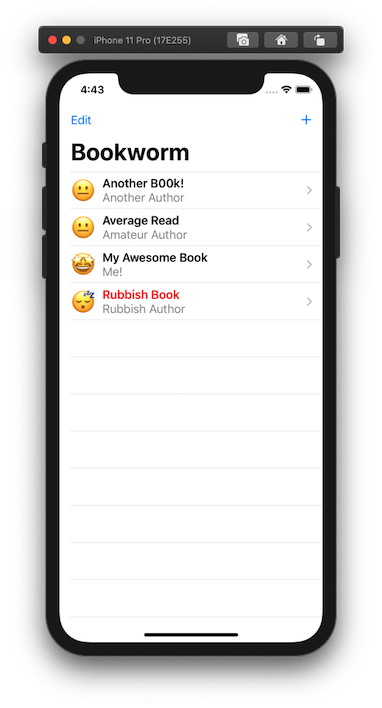 iPhone 11 Pro (17E255)
4:43
Edit
+
Bookworm
Another B00k!
Another Author
Average Read
Amateur Author
My Awesome Book
Me!
Rubbish Book
Rubbish Author